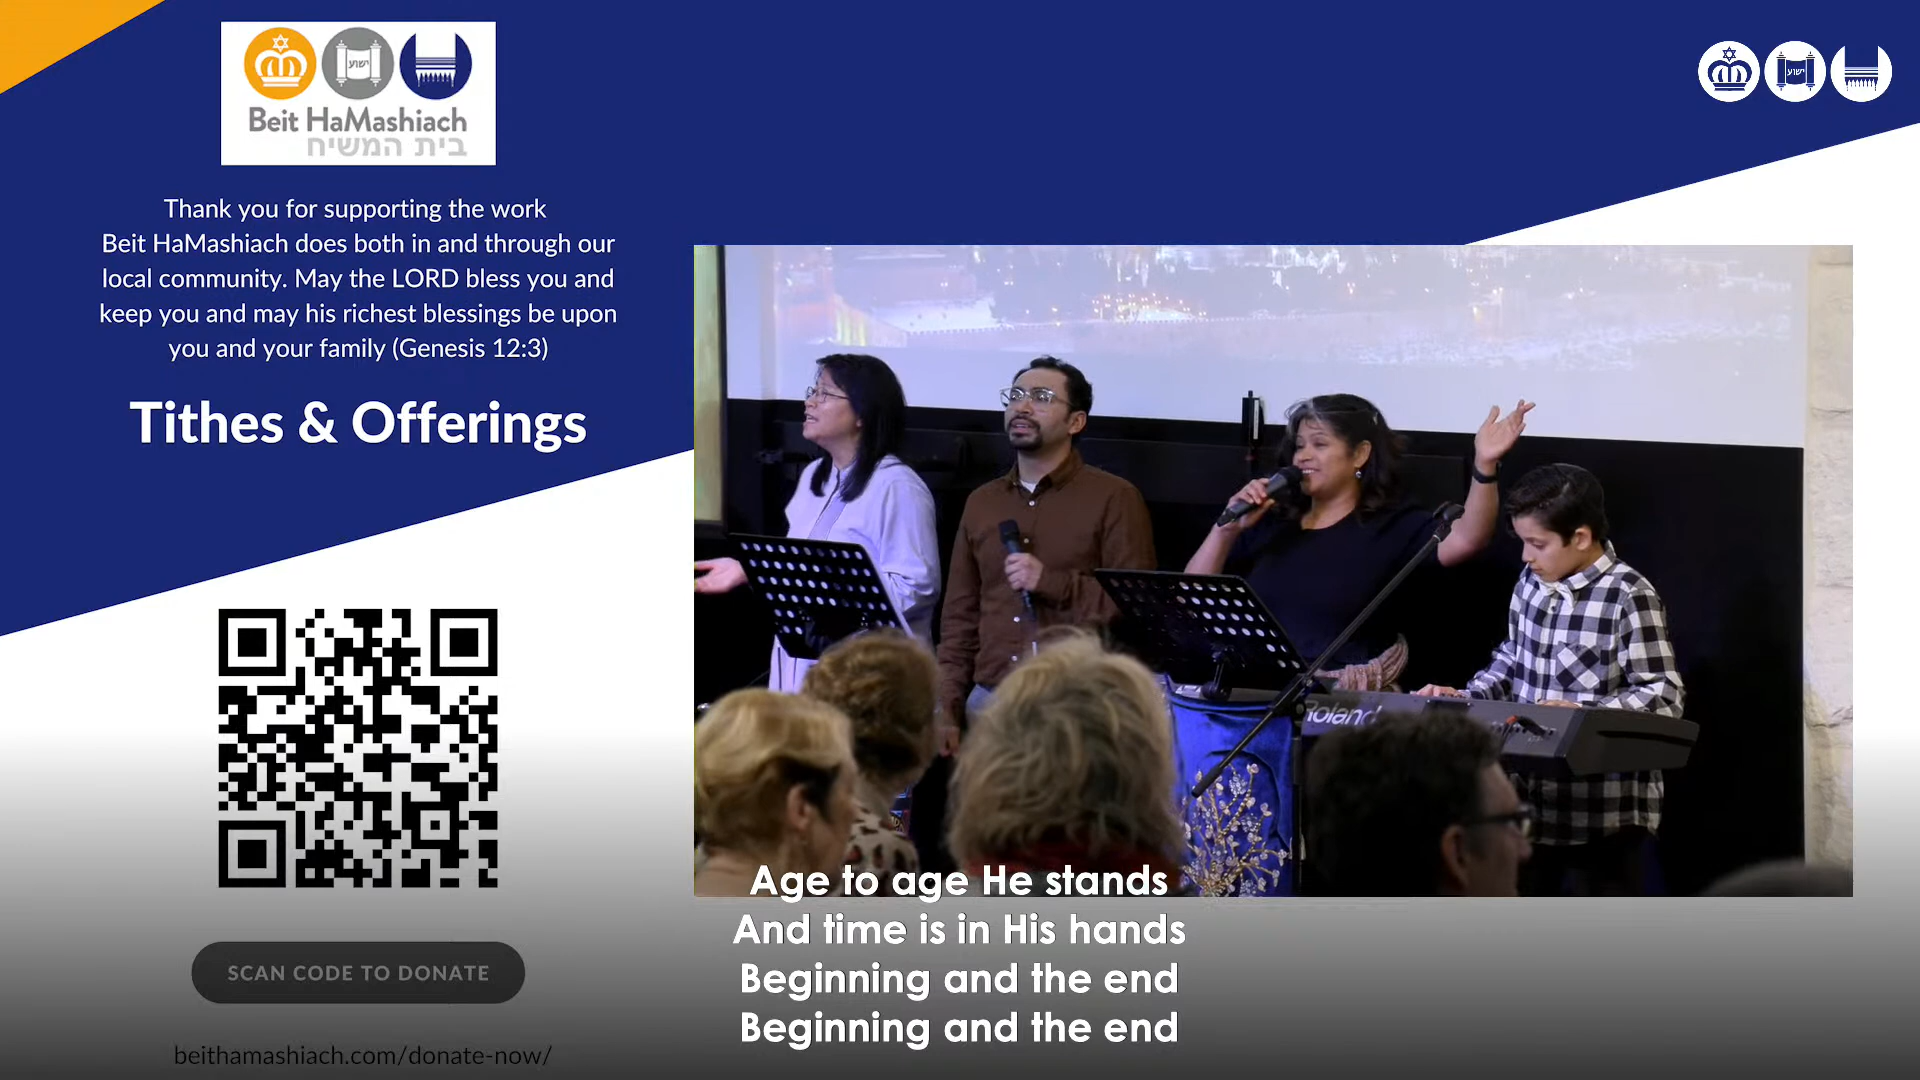 ישוע
Beit HaMashiach
בית המשיח
Thank you for supporting the work
Beit HaMashiach does both in and through our
local community. May the LORD bless you and
keep you and may his richest blessings be upon
you and your family (Genesis 12:3)
Tithes & Offerings
SCAN CODE TO DONATE
beithamashiach.com/donate-now/
ישוע
Roland
Age to age He stands
And time is in His hands
Beginning and the end
Beginning and the end